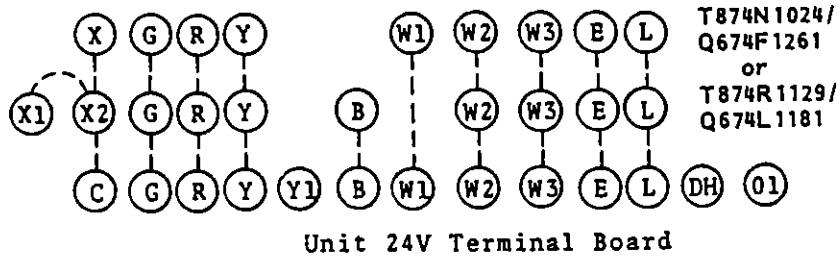 X G R Y W1 W2 W3 E L
T874N1024/
Q674F1261
or
T874R1129/
Q674L1181
X1 X2 G R Y B W2 W3 E L
C G R Y Y1 B W1 W2 W3 E L DH 01
Unit 24V Terminal Board